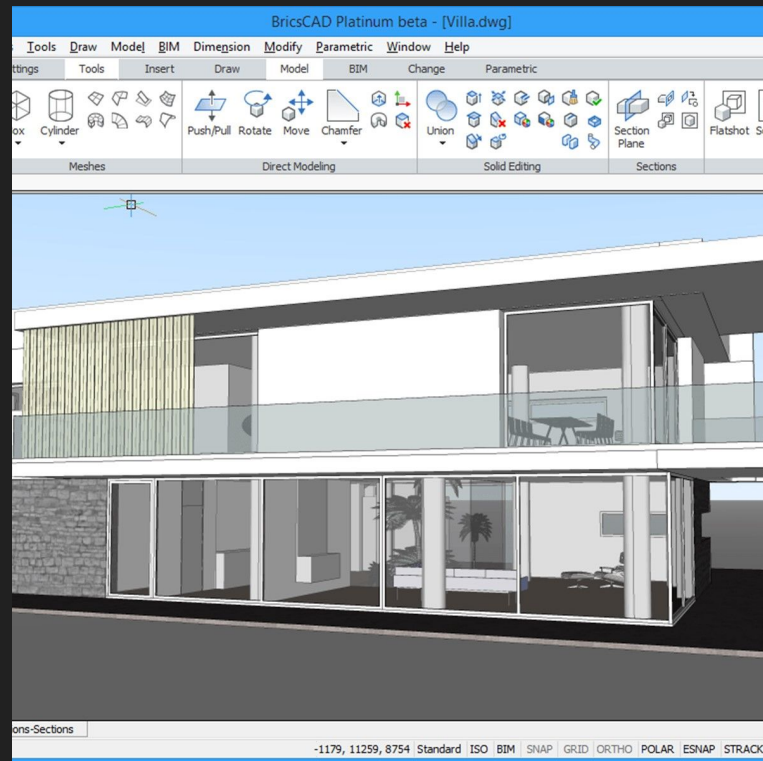 BricsCAD Platinum beta - [Villa.dwg]
Tools Draw Model BIM Dimension Modify Parametric Window Help
ttings Tools Insert Draw Model BIM Change Parametric
ox Cylinder Push/Pull Rotate Move Chamfer Union Section Plane Flatshot
Meshes Direct Modeling Solid Editing Sections
ons-Sections
-1179, 11259, 8754 Standard ISO BIM SNAP GRID ORTHO POLAR ESNAP STRACK